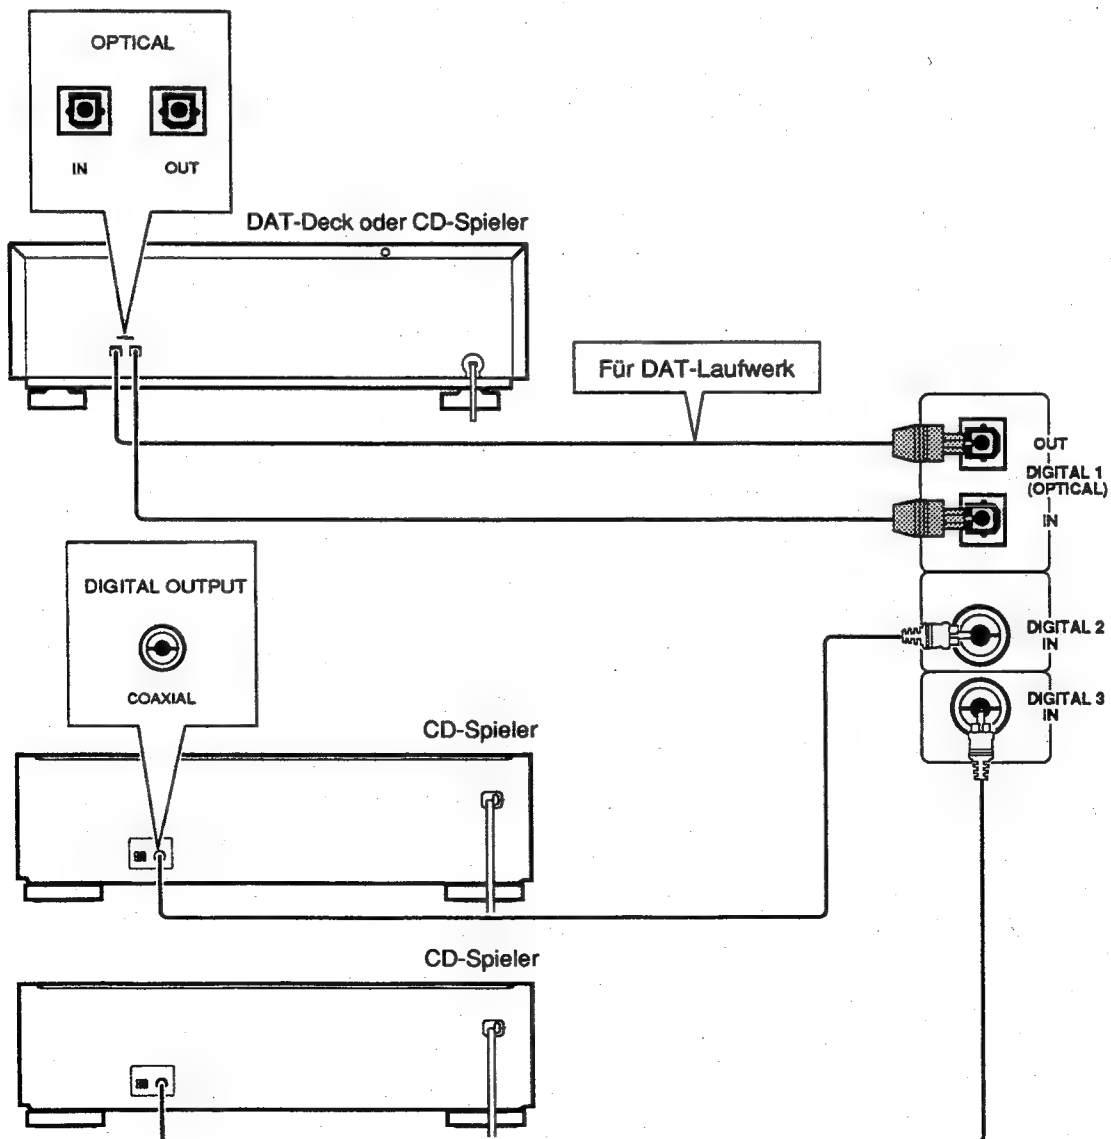 OPTICAL
IN
OUT
DAT-Deck oder CD-Spieler
Für DAT-Laufwerk
OUT
DIGITAL 1
(OPTICAL)
IN
DIGITAL OUTPUT
COAXIAL
DIGITAL 2
IN
DIGITAL 3
IN
CD-Spieler
CD-Spieler